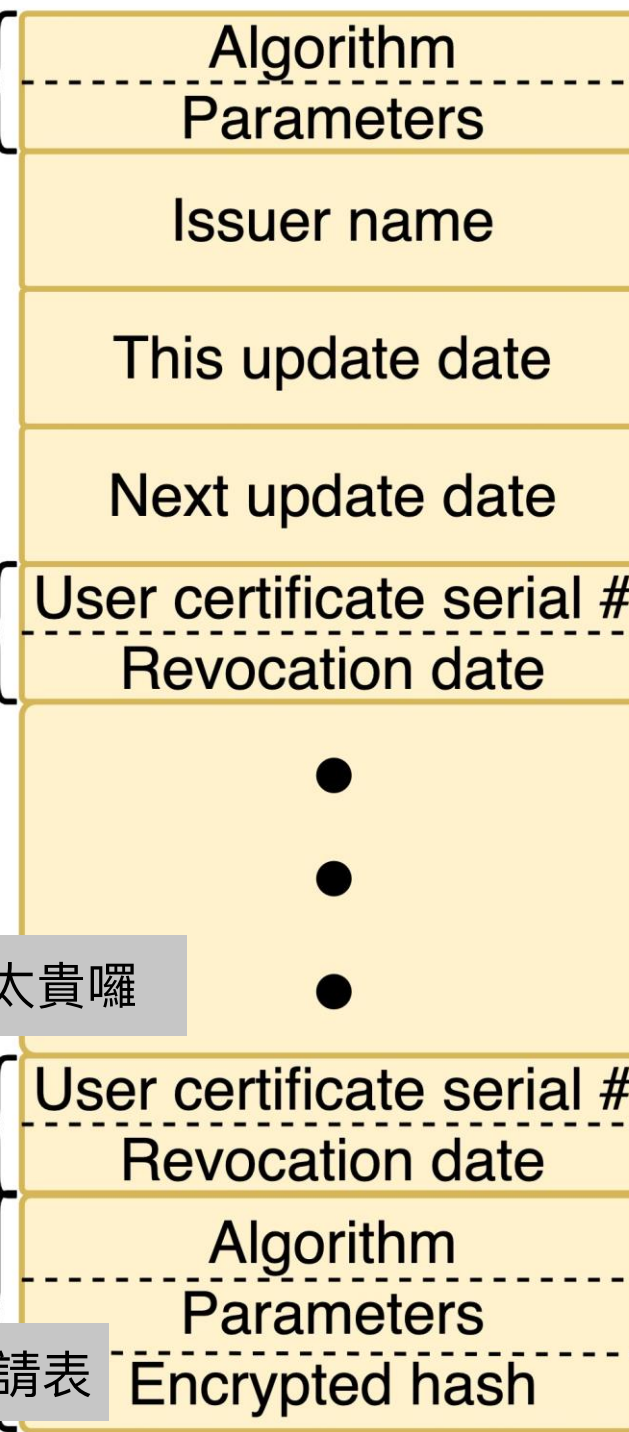 Algorithm
Parameters
Issuer name
This update date
Next update date
User certificate serial #
Revocation date
太貴囉
User certificate serial #
Revocation date
Algorithm
Parameters
請表
Encrypted hash